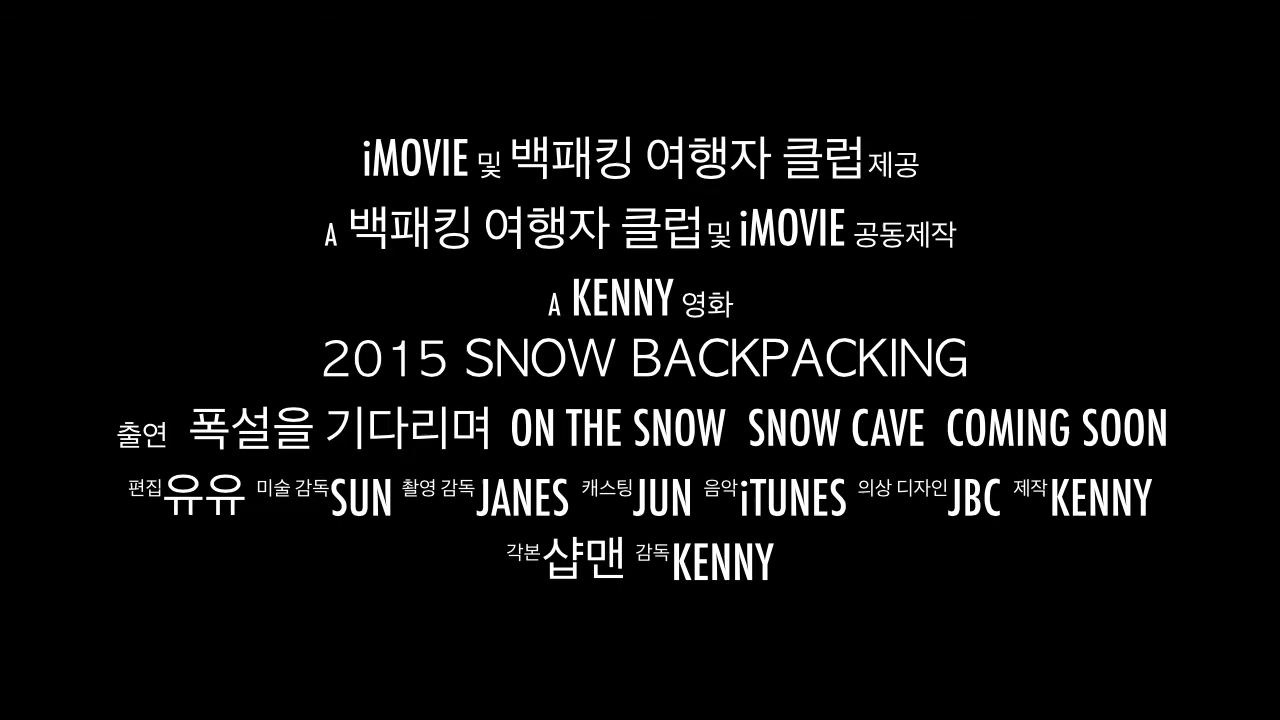 iMOVIE 및 백패킹 여행자 클럽 제공
A 백패킹 여행자 클럽 및 iMOVIE 공동제작
A KENNY 영화
2015 SNOW BACKPACKING
출연 폭설을 기다리며 ON THE SNOW SNOW CAVE COMING SOON
편집 유유 미술 감독 SUN 촬영 감독 JANES 캐스팅 JUN 음악 iTUNES 의상 디자인 JBC 제작 KENNY
각본 샵맨 감독 KENNY